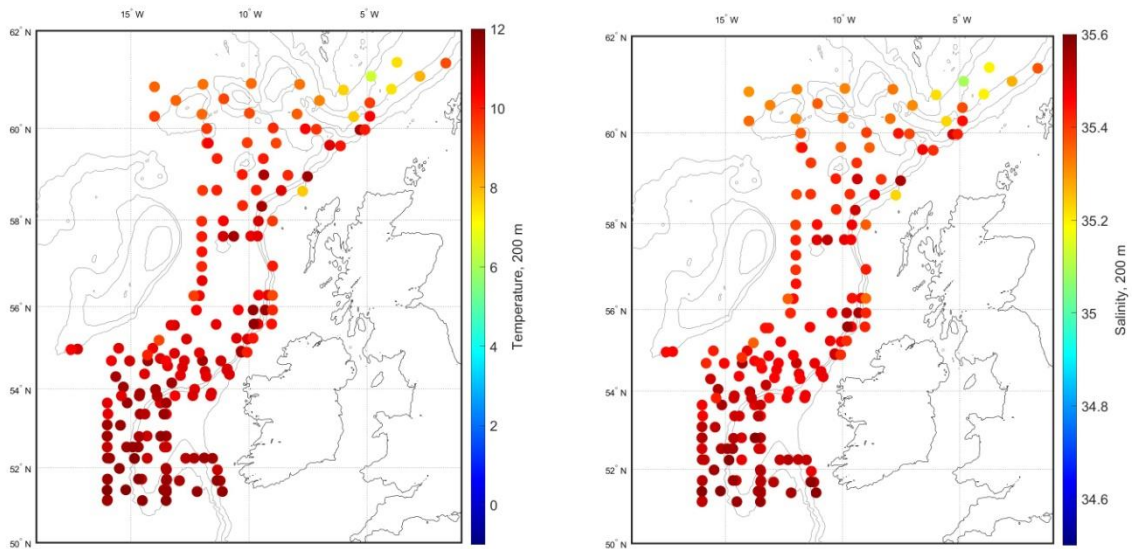 15° W 10° W 5° W
62° N
60° N
58° N
56° N
54° N
52° N
50° N
12
10
8
6
4
2
0
Temperature, 200 m
15° W 10° W 5° W
62° N
60° N
58° N
56° N
54° N
52° N
50° N
35.6
35.4
35.2
35
34.8
34.6
Salinity, 200 m